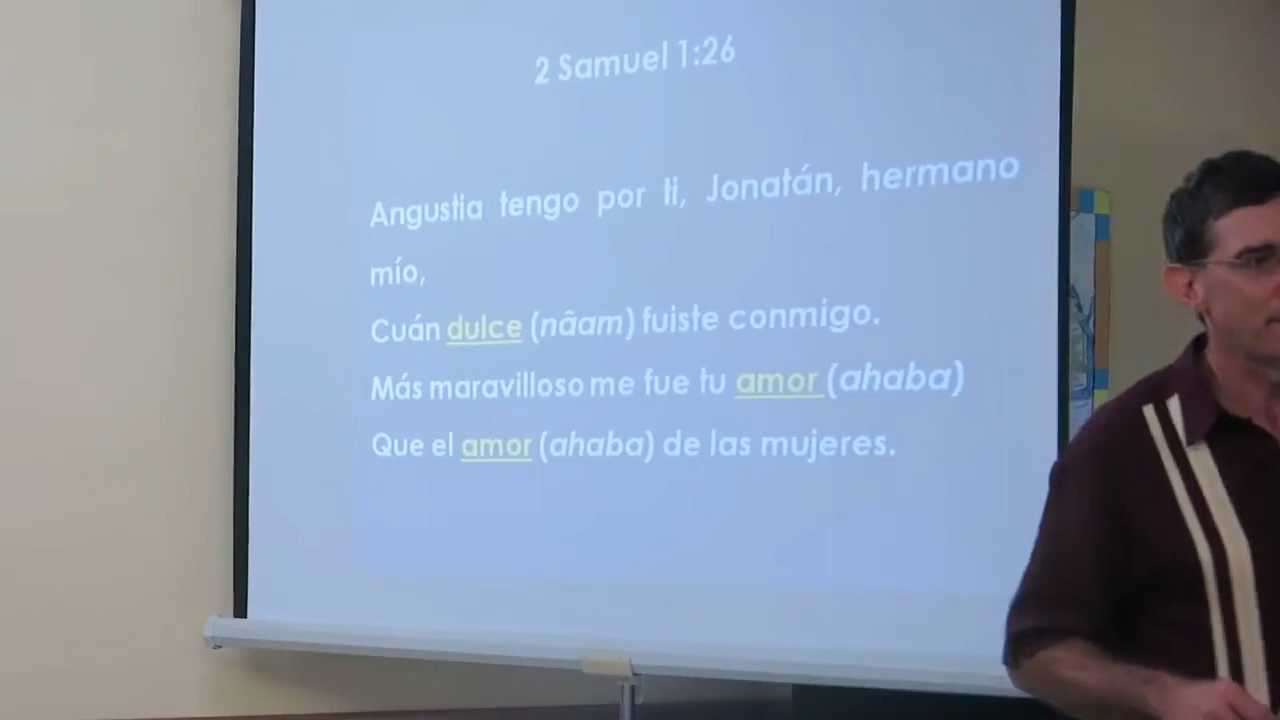 2 Samuel 1:26
Angustia tengo por ti, Jonatán, hermano
mío,
Cuán dulce (nâam) fuiste conmigo.
Más maravilloso me fue tu amor (ahaba)
Que el amor (ahaba) de las mujeres.